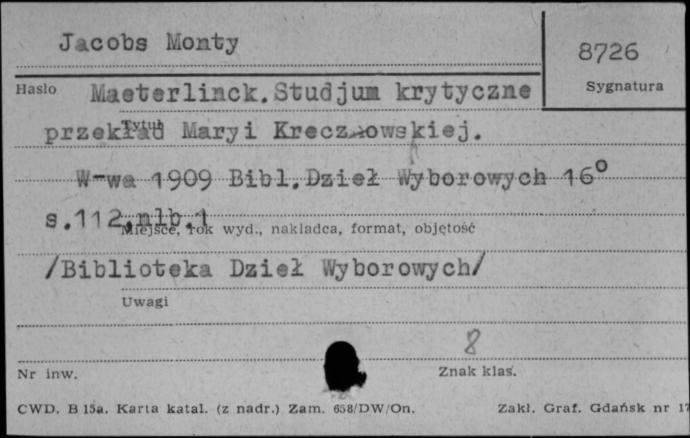 Jacobs Monty
8726
Hasło
Maeterlinck. Studjum krytyczne
Sygnatura
Tytuł
przekład Maryi Kreczkowskiej.
W-wa 1909 Bibl. Dzieł Wyborowych 16°
s.112, nlb.1
Miejsce, rok wyd., nakładca, format, objętość
/Biblioteka Dzieł Wyborowych/
Uwagi
8
Nr inw.
Znak klas.
CWD. B 15a. Karta katal. (z nadr.) Zam. 658/DW/On.
Zakł. Graf. Gdańsk nr 17